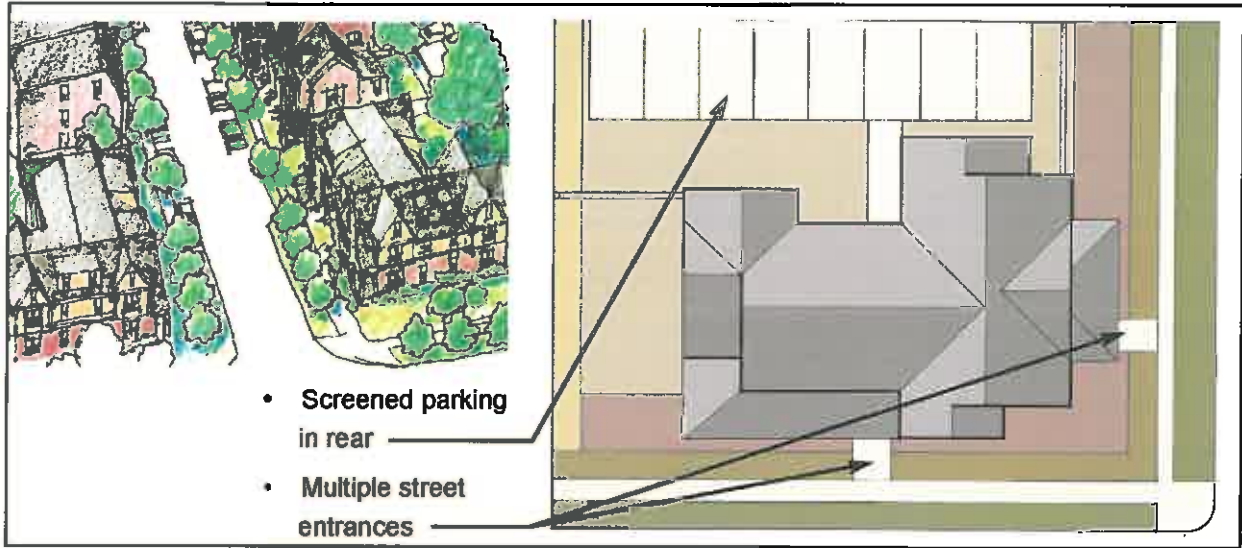 • Screened parking
in rear
• Multiple street
entrances